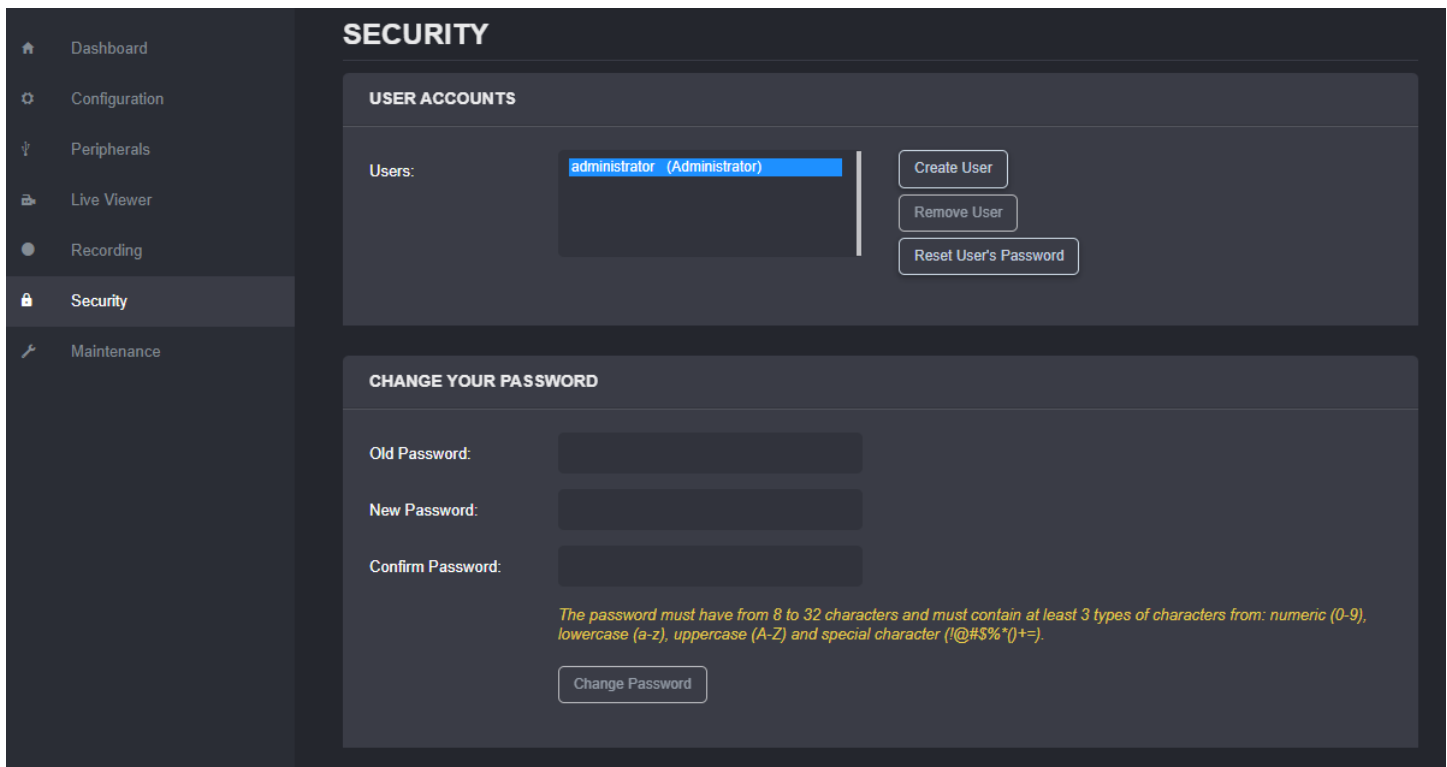 Dashboard
Configuration
Peripherals
Live Viewer
Recording
Security
Maintenance
SECURITY
USER ACCOUNTS
Users:
administrator (Administrator)
Create User
Remove User
Reset User's Password
CHANGE YOUR PASSWORD
Old Password:
New Password:
Confirm Password:
The password must have from 8 to 32 characters and must contain at least 3 types of characters from: numeric (0-9),
lowercase (a-z), uppercase (A-Z) and special character (!@#$%*()+=).
Change Password